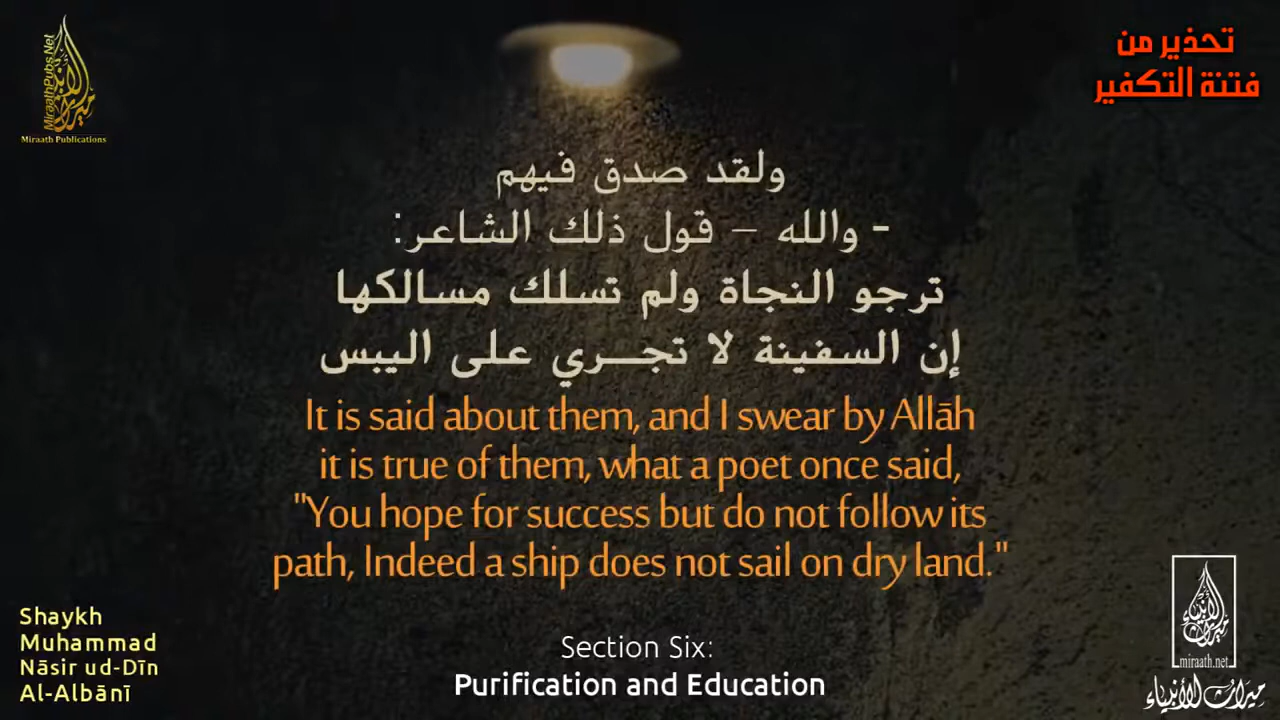 MiraathPubs.Net
Miraath Publications
تحذير من
فتنة التكفير
ولقد صدق فيهم
- والله – قول ذلك الشاعر:
ترجو النجاة ولم تسلك مسالكها
إن السفينة لا تجـــري على اليبس
It is said about them, and I swear by Allāh
it is true of them, what a poet once said,
"You hope for success but do not follow its
path, Indeed a ship does not sail on dry land."
Shaykh
Muhammad
Nāsir ud-Dīn
Al-Albānī
Section Six:
Purification and Education
miraath.net
ميراث الأنبياء